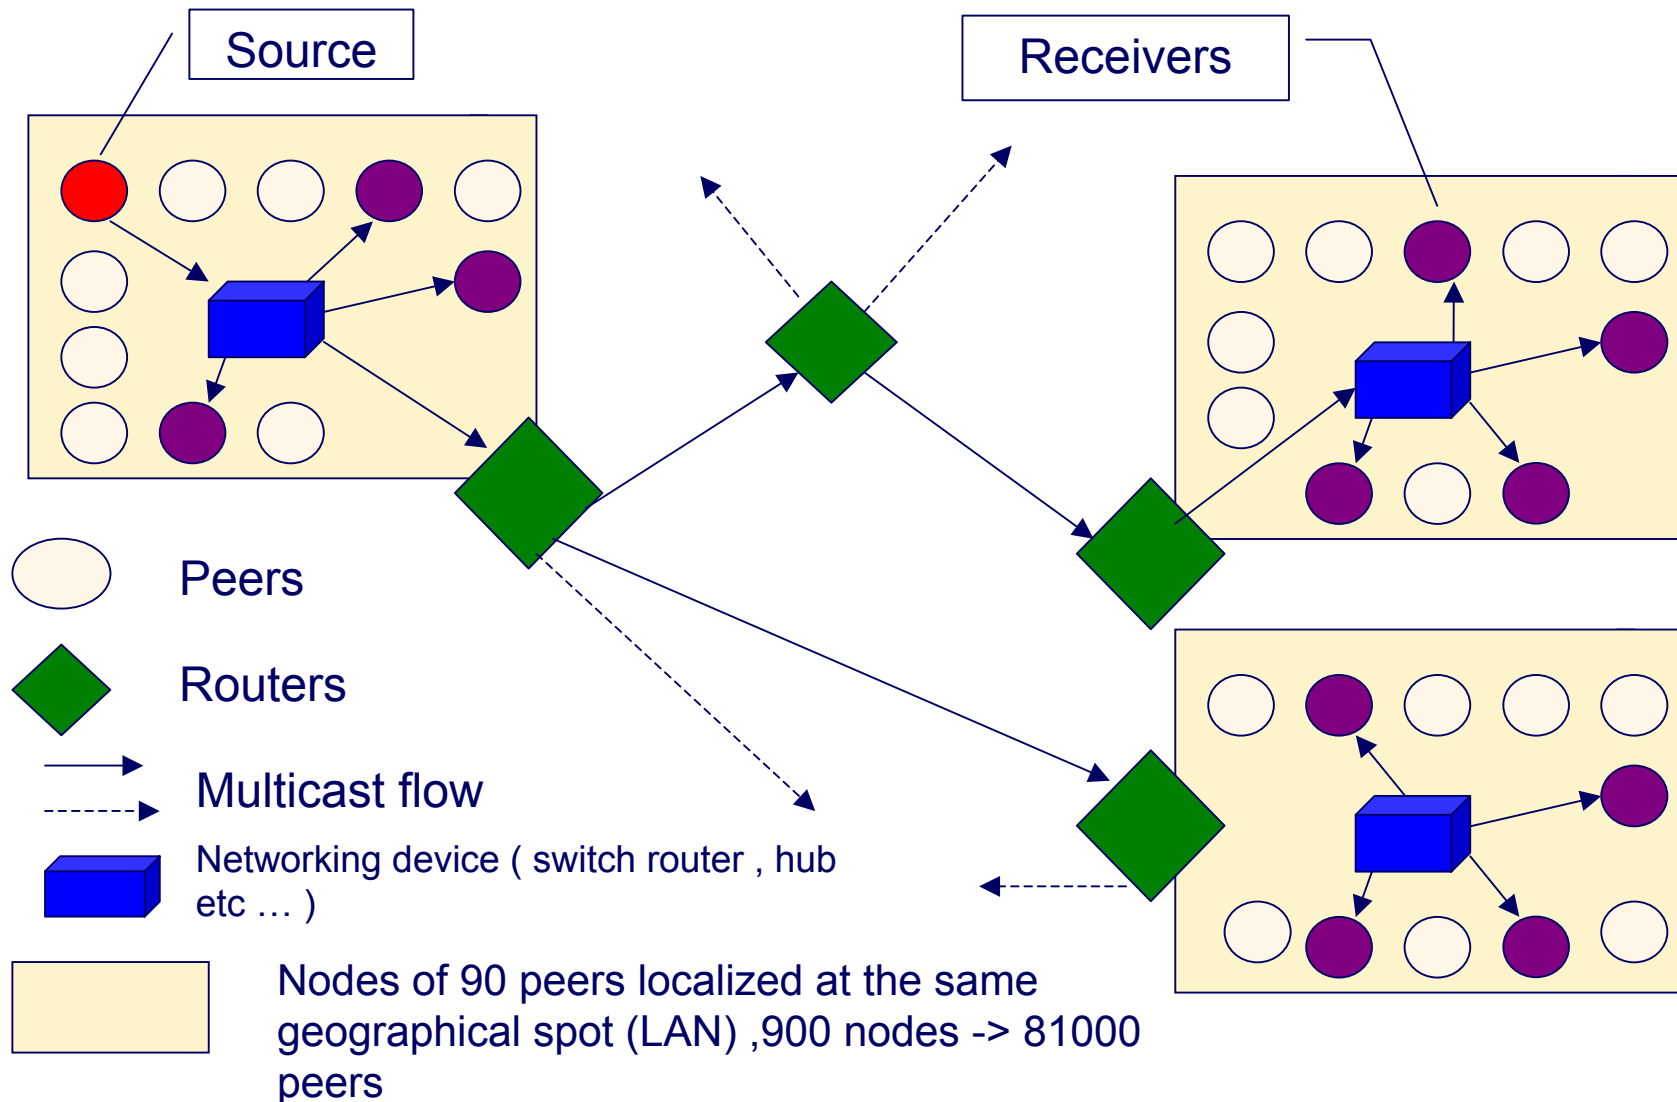 Source
Receivers
Peers
Routers
Multicast flow
Networking device ( switch router , hub
etc … )
Nodes of 90 peers localized at the same
geographical spot (LAN) ,900 nodes -> 81000
peers